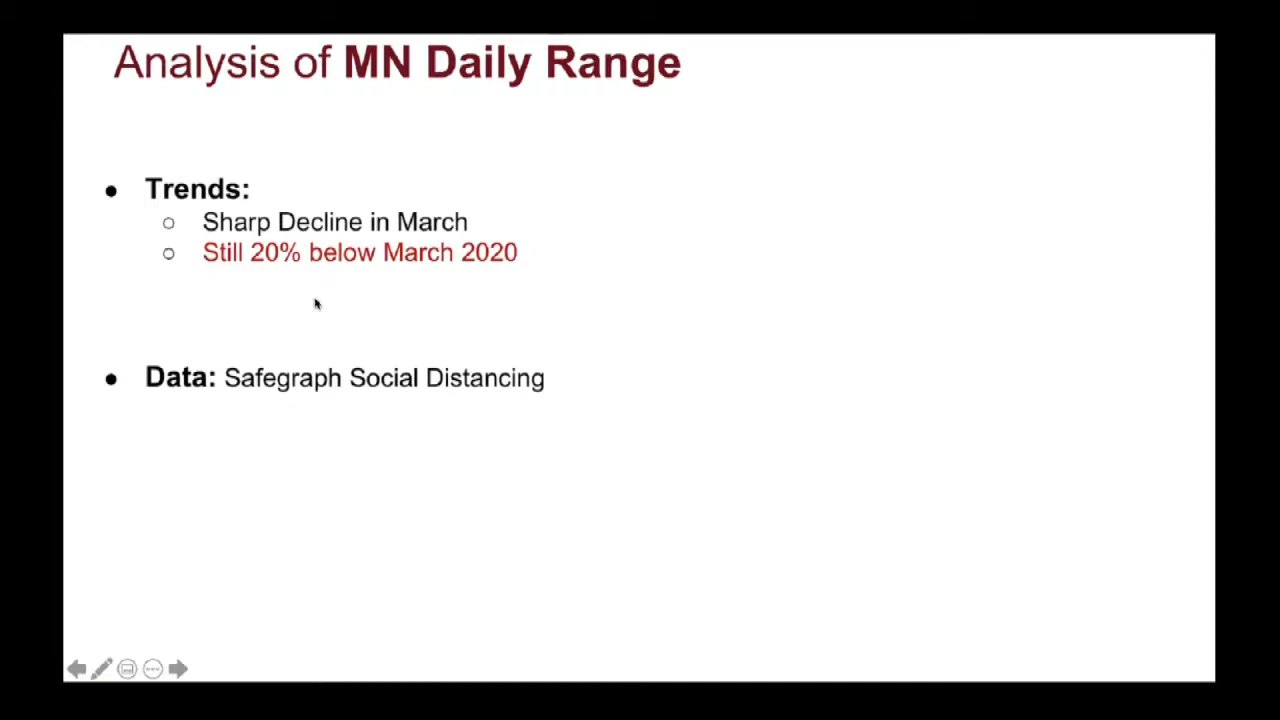 Analysis of MN Daily Range
● Trends:
○ Sharp Decline in March
○ Still 20% below March 2020
● Data: Safegraph Social Distancing